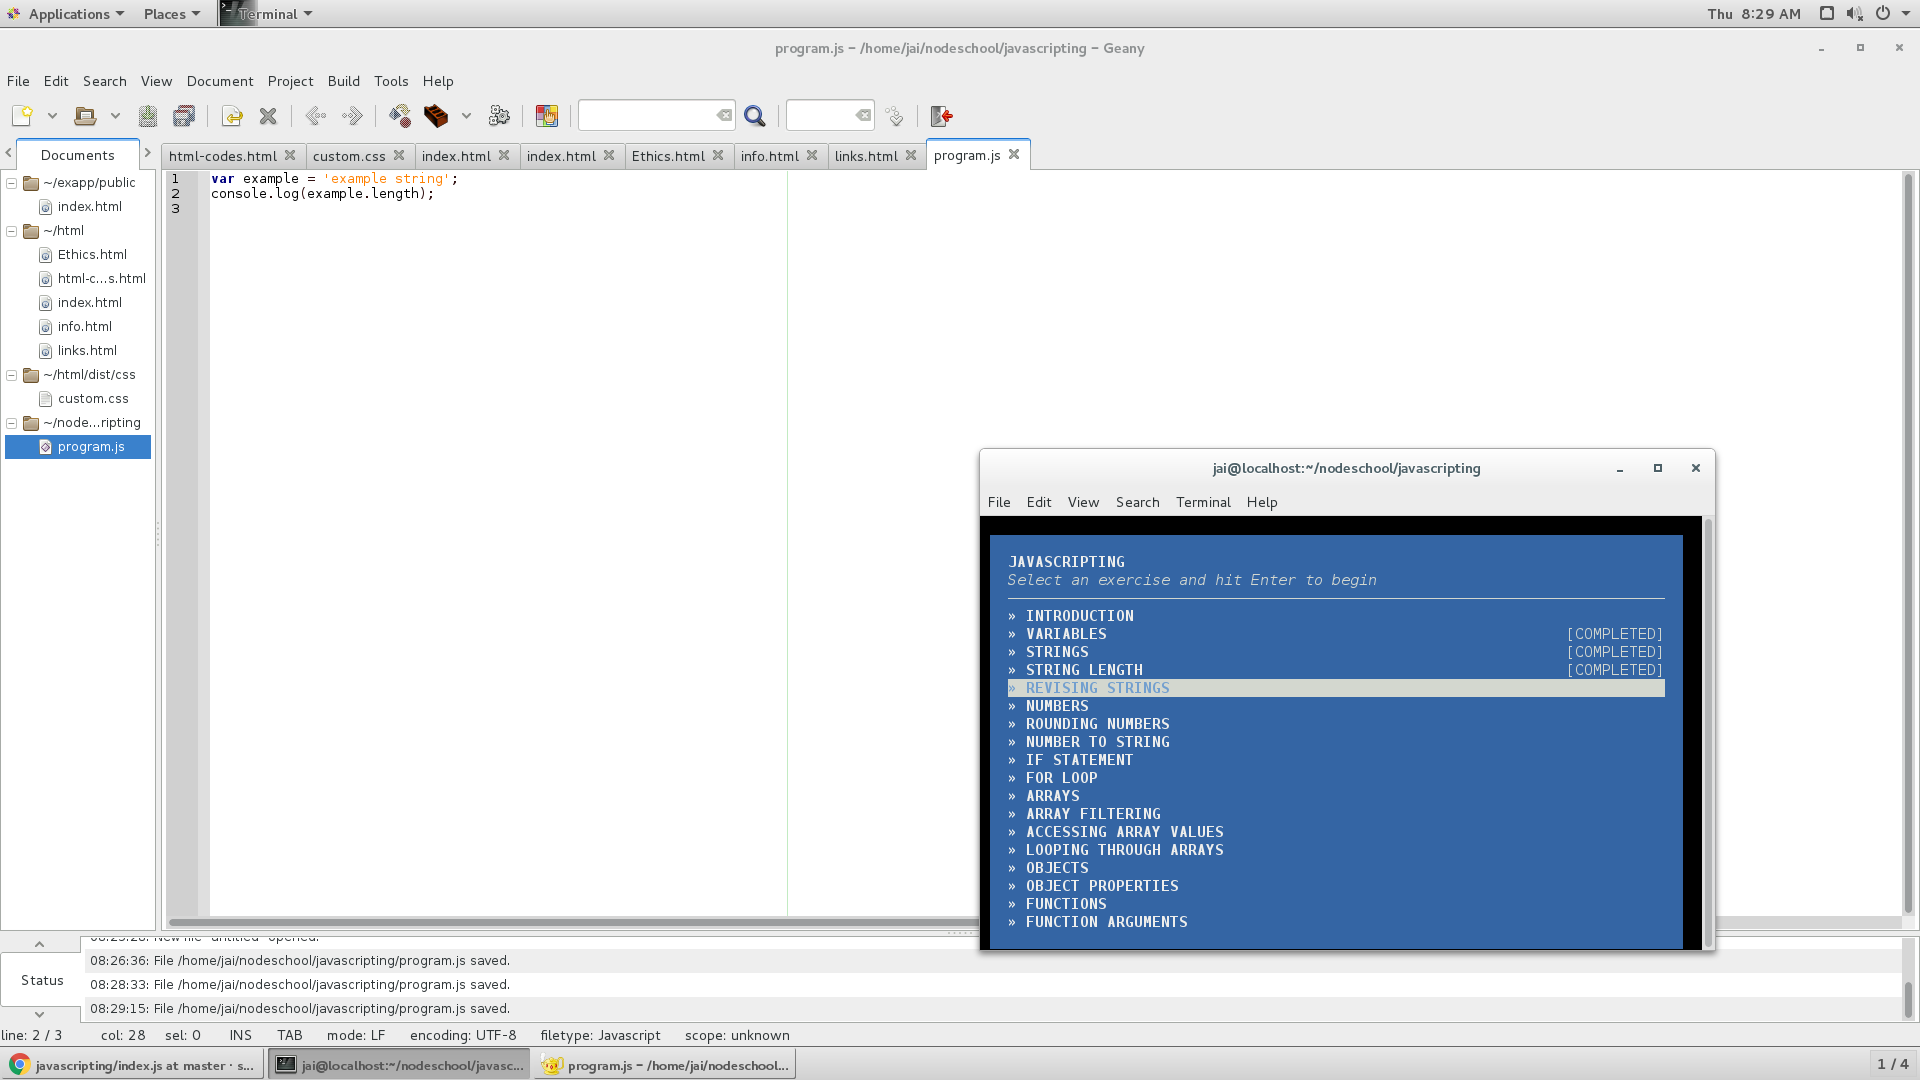 Applications Places Terminal Thu 8:29 AM
program.js – /home/jai/nodeschool/javascripting – Geany
File Edit Search View Document Project Build Tools Help
Documents html-codes.html custom.css index.html index.html Ethics.html info.html links.html program.js
~/exapp/public
index.html
~/html
Ethics.html
html-c...s.html
index.html
info.html
links.html
~/html/dist/css
custom.css
~/node...ripting
program.js
1 var example = 'example string';
2 console.log(example.length);
3
jai@localhost:~/nodeschool/javascripting
File Edit View Search Terminal Help
JAVASCRIPTING
Select an exercise and hit Enter to begin
» INTRODUCTION
» VARIABLES [COMPLETED]
» STRINGS [COMPLETED]
» STRING LENGTH [COMPLETED]
» REVISING STRINGS
» NUMBERS
» ROUNDING NUMBERS
» NUMBER TO STRING
» IF STATEMENT
» FOR LOOP
» ARRAYS
» ARRAY FILTERING
» ACCESSING ARRAY VALUES
» LOOPING THROUGH ARRAYS
» OBJECTS
» OBJECT PROPERTIES
» FUNCTIONS
» FUNCTION ARGUMENTS
Status
08:26:36: File /home/jai/nodeschool/javascripting/program.js saved.
08:28:33: File /home/jai/nodeschool/javascripting/program.js saved.
08:29:15: File /home/jai/nodeschool/javascripting/program.js saved.
line: 2 / 3 col: 28 sel: 0 INS TAB mode: LF encoding: UTF-8 filetype: Javascript scope: unknown
javascripting/index.js at master · s... jai@localhost:~/nodeschool/javasc... program.js – /home/jai/nodeschool... 1 / 4